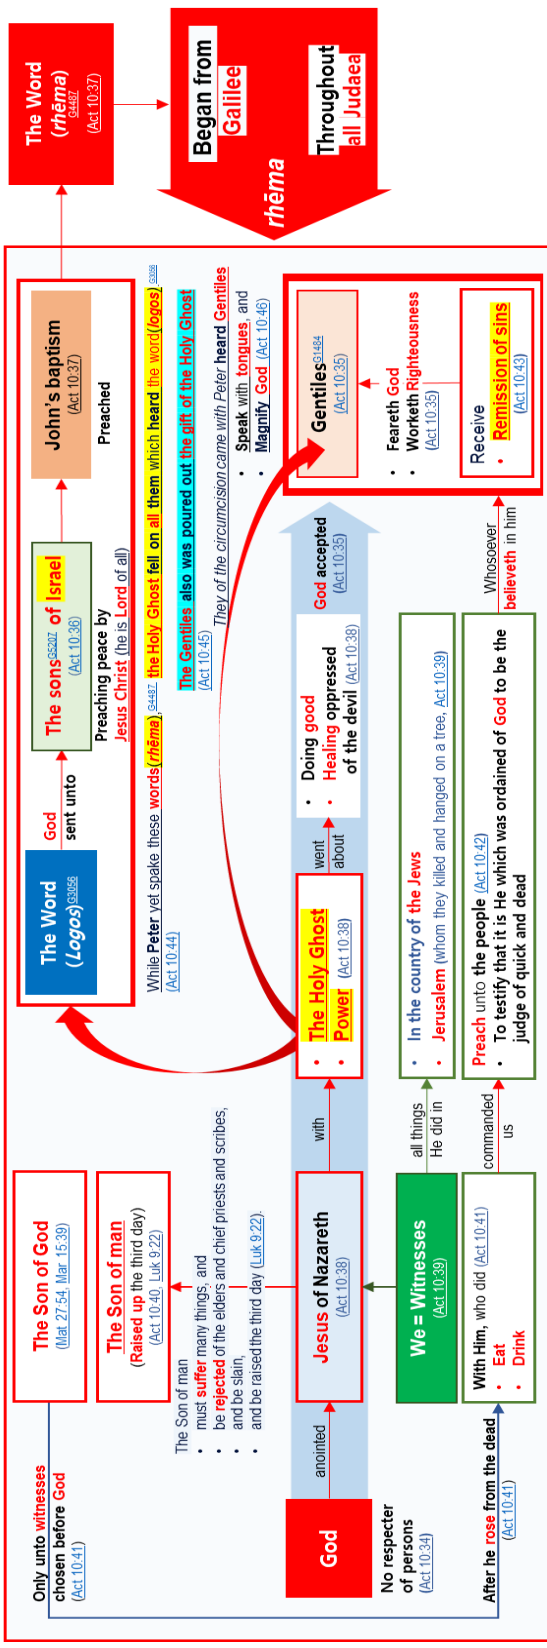 Only unto witnesses
chosen before God
(Act 10:41)
The Son of God
(Mat 27:54, Mar 15:39)
The Son of man
(Raised up the third day)
(Act 10:40, Luk 9:22)
The Son of man
• must suffer many things, and
• be rejected of the elders and chief priests and scribes,
• and be slain,
• and be raised the third day (Luk 9:22).
The Word
(Logos)G3056
God
sent unto
The sonsG5207 of Israel
(Act 10:36)
Preaching peace by
Jesus Christ (he is Lord of all)
John's baptism
(Act 10:37)
Preached
The Word
(rhēma)
G4487
(Act 10:37)
Began from
Galilee
rhēma
Throughout
all Judaea
While Peter yet spake these words(rhēma),G4487 the Holy Ghost fell on all them which heard the word(logos).G3056
(Act 10:44)
The Gentiles also was poured out the gift of the Holy Ghost
(Act 10:45)
They of the circumcision came with Peter heard Gentiles
• Speak with tongues, and
• Magnify God (Act 10:46)
God
No respecter
of persons
(Act 10:34)
anointed
Jesus of Nazareth
(Act 10:38)
with
• The Holy Ghost
• Power (Act 10:38)
went
about
• Doing good
• Healing oppressed
of the devil (Act 10:38)
God accepted
(Act 10:35)
GentilesG1484
(Act 10:35)
• Feareth God
• Worketh Righteousness
(Act 10:35)
Receive
• Remission of sins
(Act 10:43)
We = Witnesses
(Act 10:39)
all things
He did in
• In the country of the Jews
• Jerusalem (whom they killed and hanged on a tree, Act 10:39)
After he rose from the dead
(Act 10:41)
With Him, who did (Act 10:41)
• Eat
• Drink
commanded
us
Preach unto the people (Act 10:42)
• To testify that it is He which was ordained of God to be the
judge of quick and dead
Whosoever
believeth in him